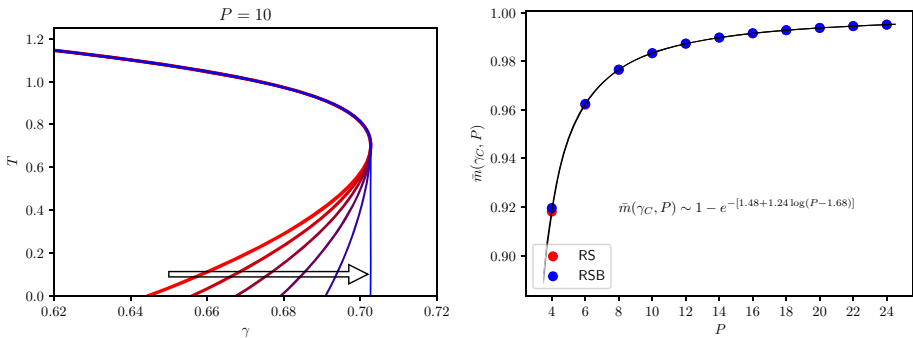 P = 10
T
1.2
1.0
0.8
0.6
0.4
0.2
0.0
0.62 0.64 0.66 0.68 0.70 0.72
γ
m̄(γ_C, P)
1.00
0.98
0.96
0.94
0.92
0.90
m̄(γ_C, P) ∼ 1 − e^{−[1.48+1.24 log(P−1.68)]}
RS
RSB
4 6 8 10 12 14 16 18 20 22 24
P